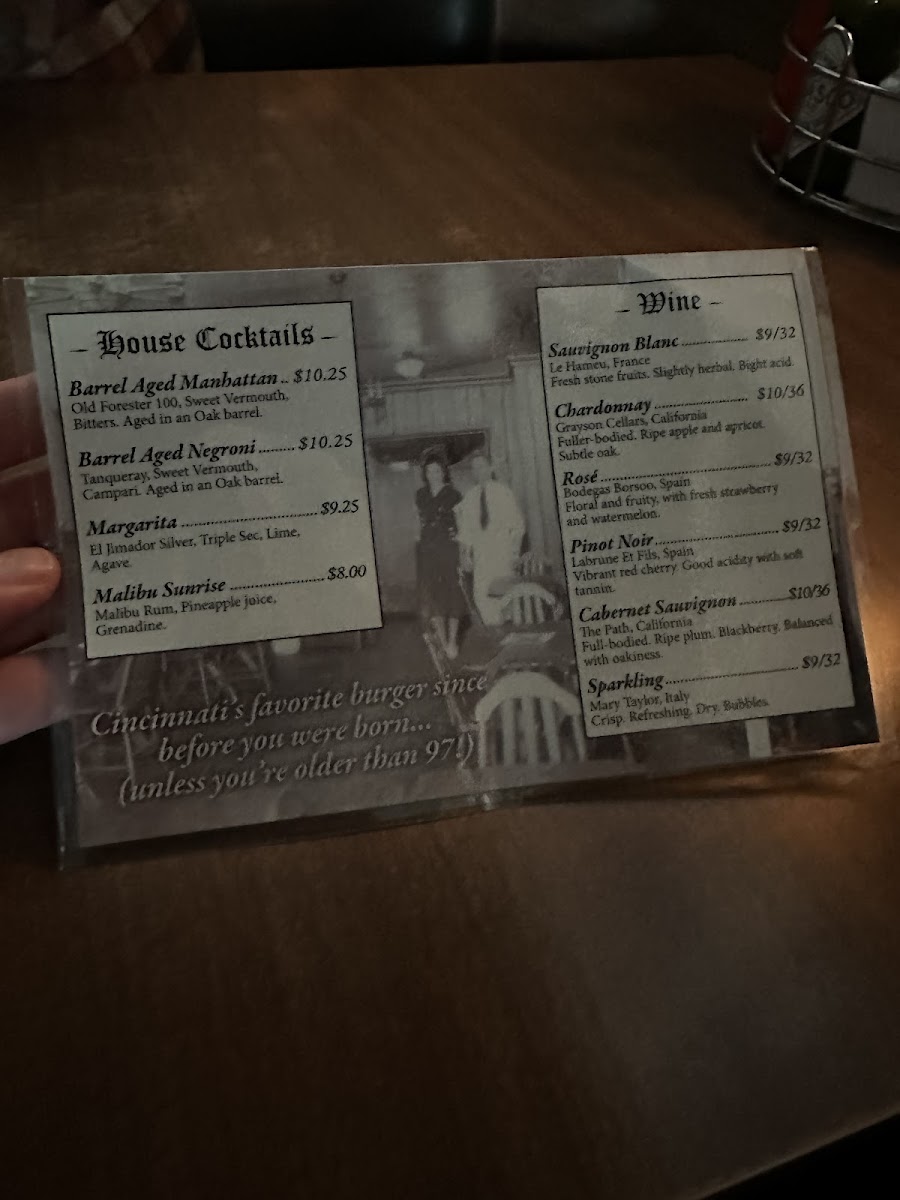 – House Cocktails –
Barrel Aged Manhattan .. $10.25
Old Forester 100, Sweet Vermouth,
Bitters. Aged in an Oak barrel.
Barrel Aged Negroni ......... $10.25
Tanqueray, Sweet Vermouth,
Campari. Aged in an Oak barrel.
Margarita ................................. $9.25
El Jimador Silver, Triple Sec, Lime,
Agave.
Malibu Sunrise ....................... $8.00
Malibu Rum, Pineapple joice,
Grenadine.
Cincinnati's favorite burger since
before you were born...
(unless you're older than 97!)
– Wine –
Sauvignon Blanc ................ $9/32
Le Hameu, France
Fresh stone fruits. Slightly herbal. Bight acid.
Chardonnay ....................... $10/36
Grayson Cellars, California
Fuller-bodied. Ripe apple and apricot.
Subtle oak.
Rosé ......................................... $9/32
Bodegas Borsoo, Spain
Floral and fruity, with fresh strawberry
and watermelon.
Pinot Noir ............................. $9/32
Labrune Et Fils, Spain
Vibrant red cherry. Good acidity with soft
tannin.
Cabernet Sauvignon ............ $10/36
The Path, California
Full-bodied. Ripe plum. Blackberry. Balanced
with oakiness.
Sparkling ............................... $9/32
Mary Taylor, Italy
Crisp. Refreshing. Dry. Bubbles.